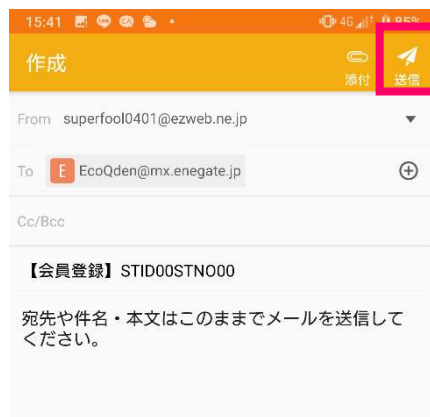 15:41 4G 85%
作成
添付 送信
From superfool0401@ezweb.ne.jp
To E EcoQden@mx.enegate.jp
Cc/Bcc
【会員登録】STID00STNO00
宛先や件名・本文はこのままでメールを送信して
ください。